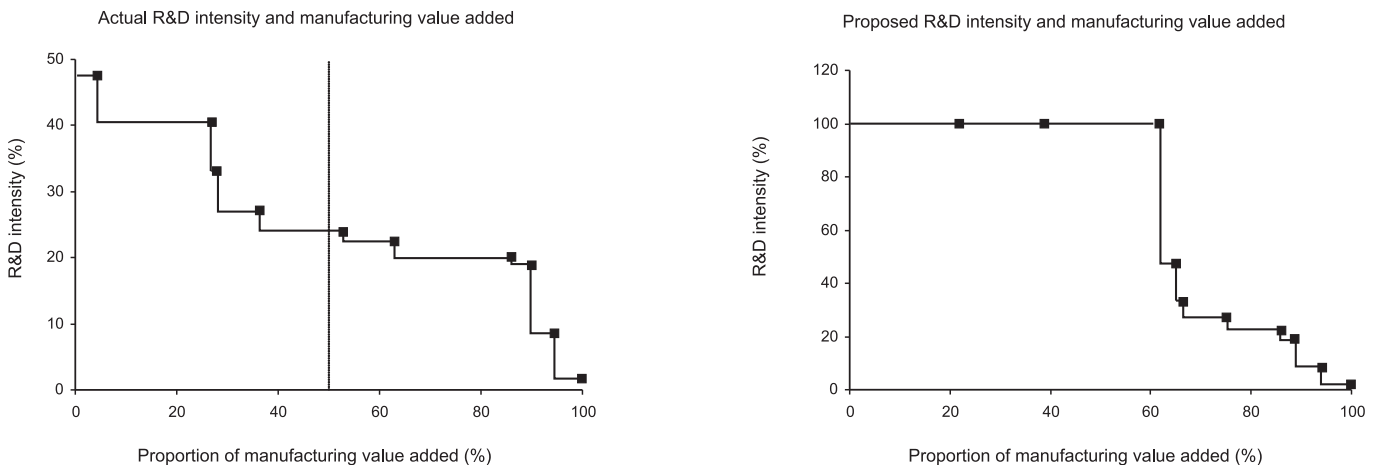 Actual R&D intensity and manufacturing value added
50
40
30
20
10
0
R&D intensity (%)
0 20 40 60 80 100
Proportion of manufacturing value added (%)
Proposed R&D intensity and manufacturing value added
120
100
80
60
40
20
0
R&D intensity (%)
0 20 40 60 80 100
Proportion of manufacturing value added (%)